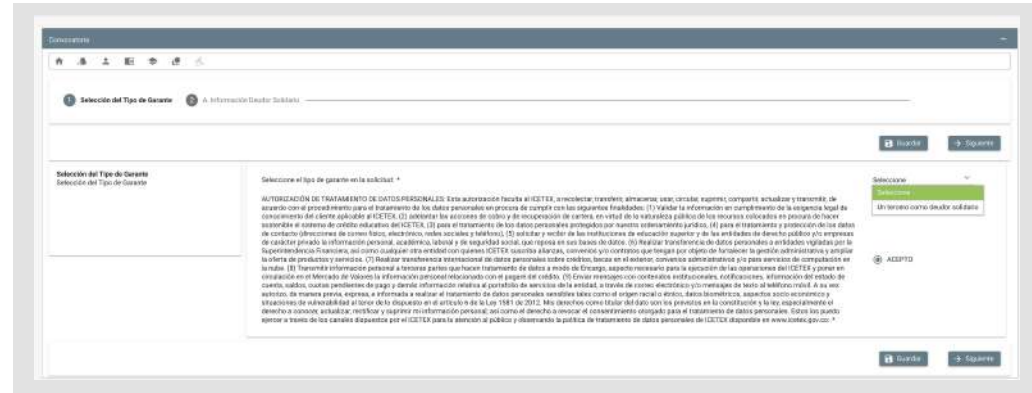 Convocatoria
1 Selección del Tipo de Garante 2 A. Información Deudor Solidario
Guardar Siguiente
Selección del Tipo de Garante
Selección del Tipo de Garante
Seleccione el tipo de garante en la solicitud: *
Seleccione
Seleccione
Un tercero como deudor solidario
AUTORIZACIÓN DE TRATAMIENTO DE DATOS PERSONALES: Esta autorización faculta al ICETEX, a recolectar, transferir, almacenar, usar, circular, suprimir, compartir, actualizar y transmitir, de
acuerdo con el procedimiento para el tratamiento de los datos personales en procura de cumplir con las siguientes finalidades: (1) Validar la información en cumplimiento de la exigencia legal de
conocimiento del cliente aplicable al ICETEX, (2) adelantar las acciones de cobro y de recuperación de cartera, en virtud de la naturaleza pública de los recursos colocados en procura de hacer
sostenible el sistema de crédito educativo del ICETEX, (3) para el tratamiento de los datos personales protegidos por nuestro ordenamiento jurídico, (4) para el tratamiento y protección de los datos
de contacto (direcciones de correo físico, electrónico, redes sociales y teléfono), (5) solicitar y recibir de las instituciones de educación superior y de las entidades de derecho público y/o empresas
de carácter privado la información personal, académica, laboral y de seguridad social, que reposa en sus bases de datos. (6) Realizar transferencia de datos personales a entidades vigiladas por la
Superintendencia Financiera, así como cualquier otra entidad con quienes ICETEX suscriba alianzas, convenios y/o contratos que tengan por objeto de fortalecer la gestión administrativa y ampliar
la oferta de productos y servicios. (7) Realizar transferencia internacional de datos personales sobre créditos, becas en el exterior, convenios administrativos y/o para servicios de computación en
la nube. (8) Transmitir información personal a terceras partes que hacen tratamiento de datos a modo de Encargo, aspecto necesario para la ejecución de las operaciones del ICETEX y poner en
circulación en el Mercado de Valores la información personal relacionado con el pagaré del crédito. (9) Enviar mensajes con contenidos institucionales, notificaciones, información del estado de
cuenta, saldos, cuotas pendientes de pago y demás información relativa al portafolio de servicios de la entidad, a través de correo electrónico y/o mensajes de texto al teléfono móvil. A su vez
autorizo, de manera previa, expresa, e informada a realizar el tratamiento de datos personales sensibles tales como el origen racial o étnico, datos biométricos, aspectos socio económico y
situaciones de vulnerabilidad al tenor de lo dispuesto en el artículo 6 de la Ley 1581 de 2012. Mis derechos como titular del dato son los previstos en la constitución y la ley, especialmente el
derecho a conocer, actualizar, rectificar y suprimir mi información personal; así como el derecho a revocar el consentimiento otorgado para el tratamiento de datos personales. Estos los puedo
ejercer a través de los canales dispuestos por el ICETEX para la atención al público y observando la política de tratamiento de datos personales de ICETEX disponible en www.icetex.gov.co: *
ACEPTO
Guardar Siguiente